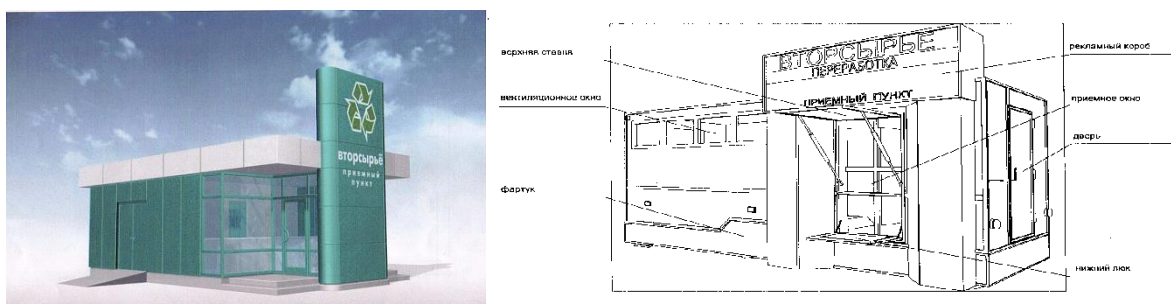 вторсырьё
приемный
пункт
верхняя ставня
вентиляционное окно
фартук
ВТОРСЫРЬЕ
ПЕРЕРАБОТКА
ПРИЕМНЫЙ ПУНКТ
рекламный короб
приемное окно
дверь
нижний люк